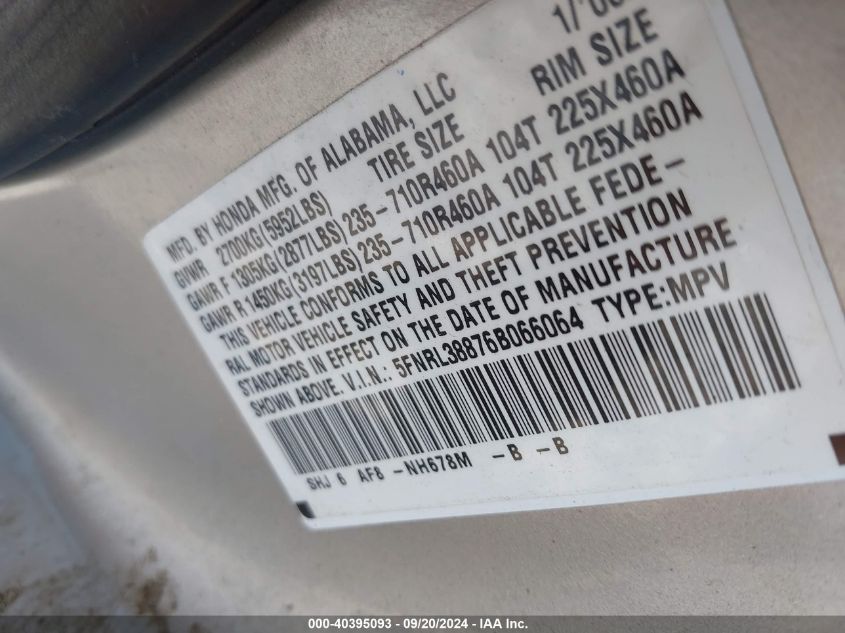 MFD. BY HONDA MFG. OF ALABAMA, LLC
GVWR 2700KG(5952LBS) TIRE SIZE RIM SIZE
GAWR F 1305KG(2877LBS)235-710R460A 104T 225X460A
GAWR R 1450KG(3197LBS)235-710R460A 104T 225X460A
THIS VEHICLE CONFORMS TO ALL APPLICABLE FEDE-
RAL MOTOR VEHICLE SAFETY AND THEFT PREVENTION
STANDARDS IN EFFECT ON THE DATE OF MANUFACTURE
SHOWN ABOVE. V.I.N.: 5FNRL38876B066064 TYPE:MPV
SHJ 6 AF8 -NH678M -B -B
000-40395093 - 09/20/2024 - IAA Inc.